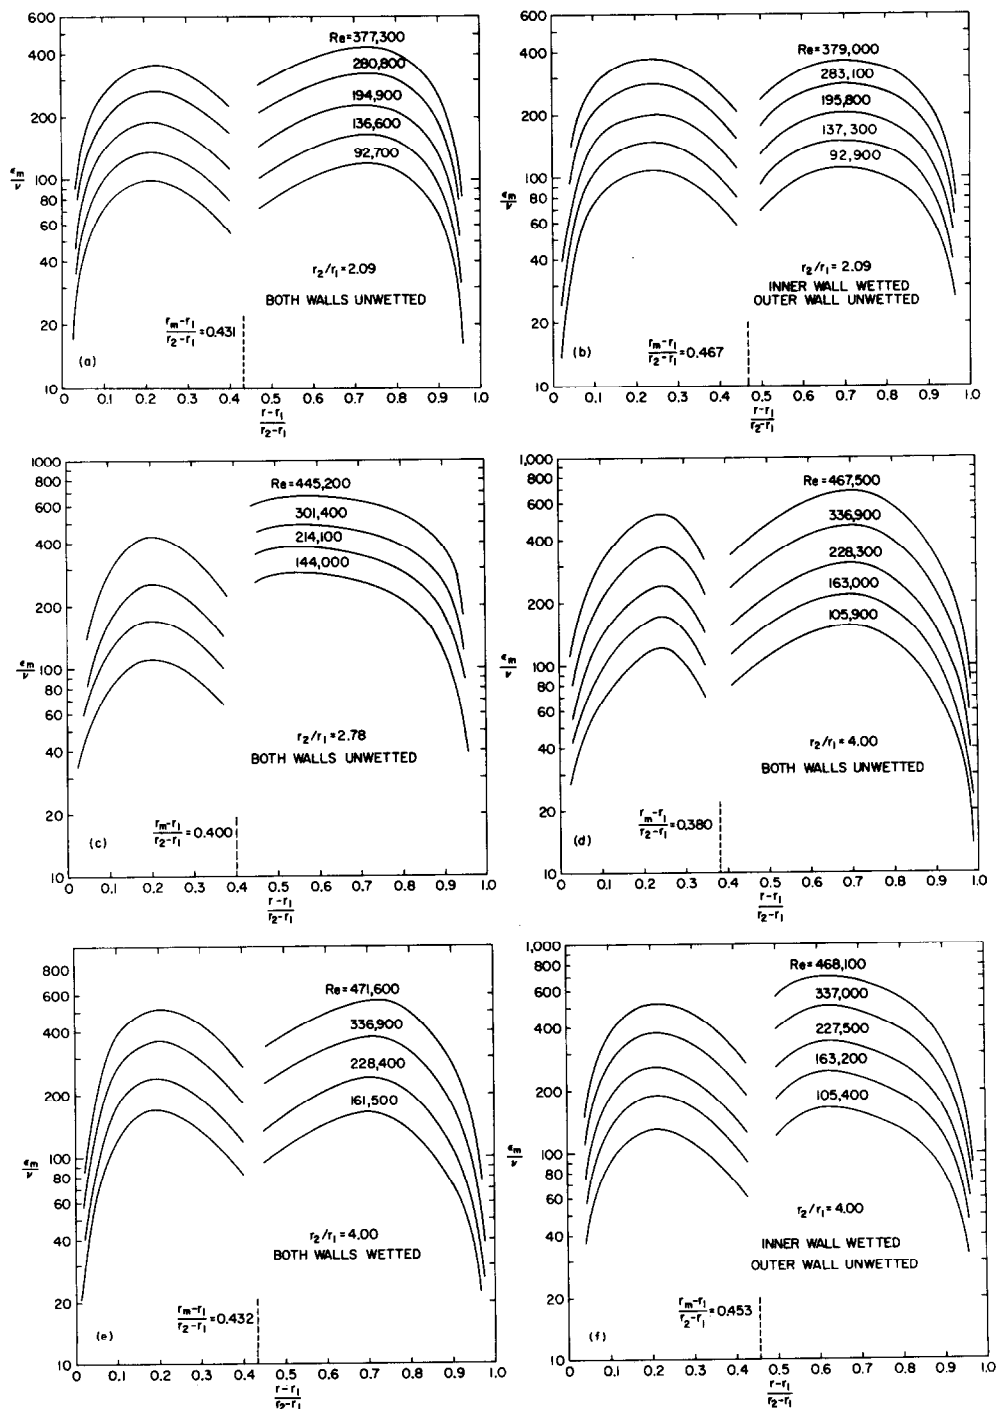 600
400
200
100
80
60
40
20
10
εm/ν
Re=377,300
280,800
194,900
136,600
92,700
r2/r1=2.09
BOTH WALLS UNWETTED
rm-r1/r2-r1=0.431
(a)
0 0.1 0.2 0.3 0.4 0.5 0.6 0.7 0.8 0.9 1.0
r-r1/r2-r1
600
400
200
100
80
60
40
20
10
εm/ν
Re=379,000
283,100
195,800
137,300
92,900
r2/r1=2.09
INNER WALL WETTED
OUTER WALL UNWETTED
rm-r1/r2-r1=0.467
(b)
0 0.1 0.2 0.3 0.4 0.5 0.6 0.7 0.8 0.9 1.0
r-r1/r2-r1
1000
800
600
400
200
100
80
60
40
20
10
εm/ν
Re=445,200
301,400
214,100
144,000
r2/r1=2.78
BOTH WALLS UNWETTED
rm-r1/r2-r1=0.400
(c)
0 0.1 0.2 0.3 0.4 0.5 0.6 0.7 0.8 0.9 1.0
r-r1/r2-r1
1,000
800
600
400
200
100
80
60
40
20
10
εm/ν
Re=467,500
336,900
228,300
163,000
105,900
r2/r1=4.00
BOTH WALLS UNWETTED
rm-r1/r2-r1=0.380
(d)
0 0.1 0.2 0.3 0.4 0.5 0.6 0.7 0.8 0.9 1.0
r-r1/r2-r1
800
600
400
200
100
80
60
40
20
10
εm/ν
Re=471,600
336,900
228,400
161,500
r2/r1=4.00
BOTH WALLS WETTED
rm-r1/r2-r1=0.432
(e)
0 0.1 0.2 0.3 0.4 0.5 0.6 0.7 0.8 0.9 1.0
r-r1/r2-r1
1,000
800
600
400
200
100
80
60
40
20
10
εm/ν
Re=468,100
337,000
227,500
163,200
105,400
r2/r1=4.00
INNER WALL WETTED
OUTER WALL UNWETTED
rm-r1/r2-r1=0.453
(f)
0 0.1 0.2 0.3 0.4 0.5 0.6 0.7 0.8 0.9 1.0
r-r1/r2-r1